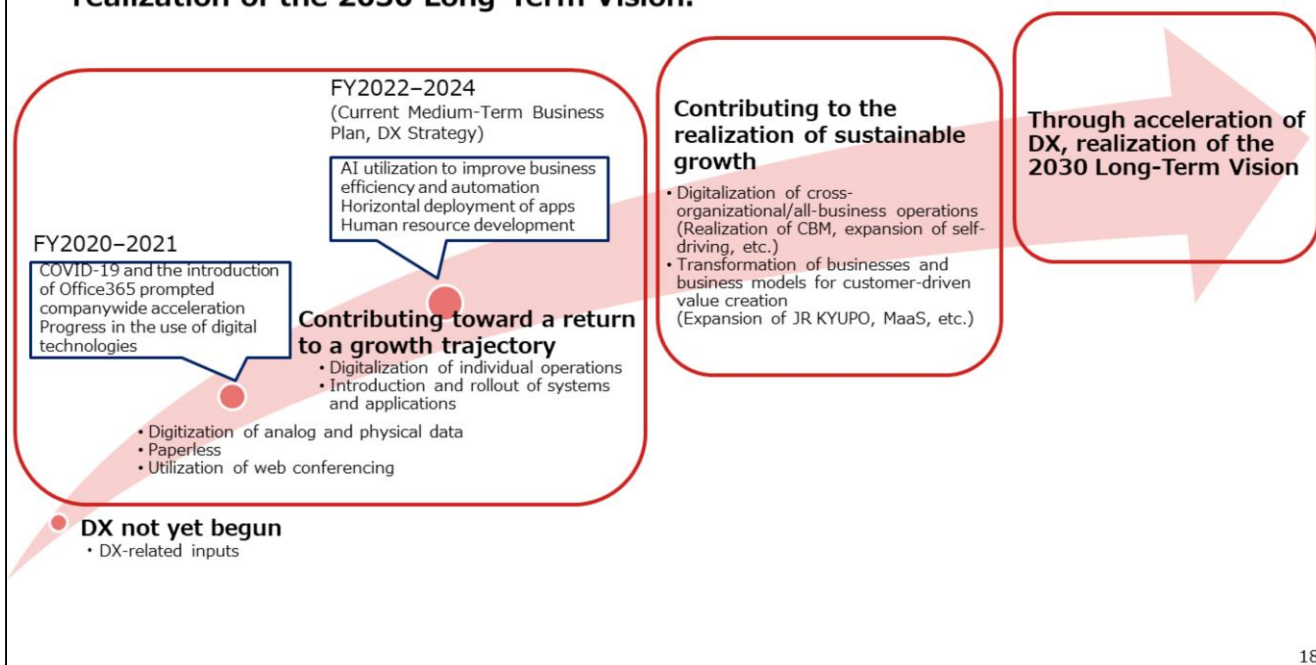 realization of the 2030 Long-Term Vision.
FY2020–2021
COVID-19 and the introduction
of Office365 prompted
companywide acceleration
Progress in the use of digital
technologies
FY2022–2024
(Current Medium-Term Business
Plan, DX Strategy)
AI utilization to improve business
efficiency and automation
Horizontal deployment of apps
Human resource development
Contributing toward a return
to a growth trajectory
• Digitalization of individual operations
• Introduction and rollout of systems
and applications
• Digitization of analog and physical data
• Paperless
• Utilization of web conferencing
DX not yet begun
• DX-related inputs
Contributing to the
realization of sustainable
growth
• Digitalization of cross-
organizational/all-business operations
(Realization of CBM, expansion of self-
driving, etc.)
• Transformation of businesses and
business models for customer-driven
value creation
(Expansion of JR KYUPO, MaaS, etc.)
Through acceleration of
DX, realization of the
2030 Long-Term Vision
18